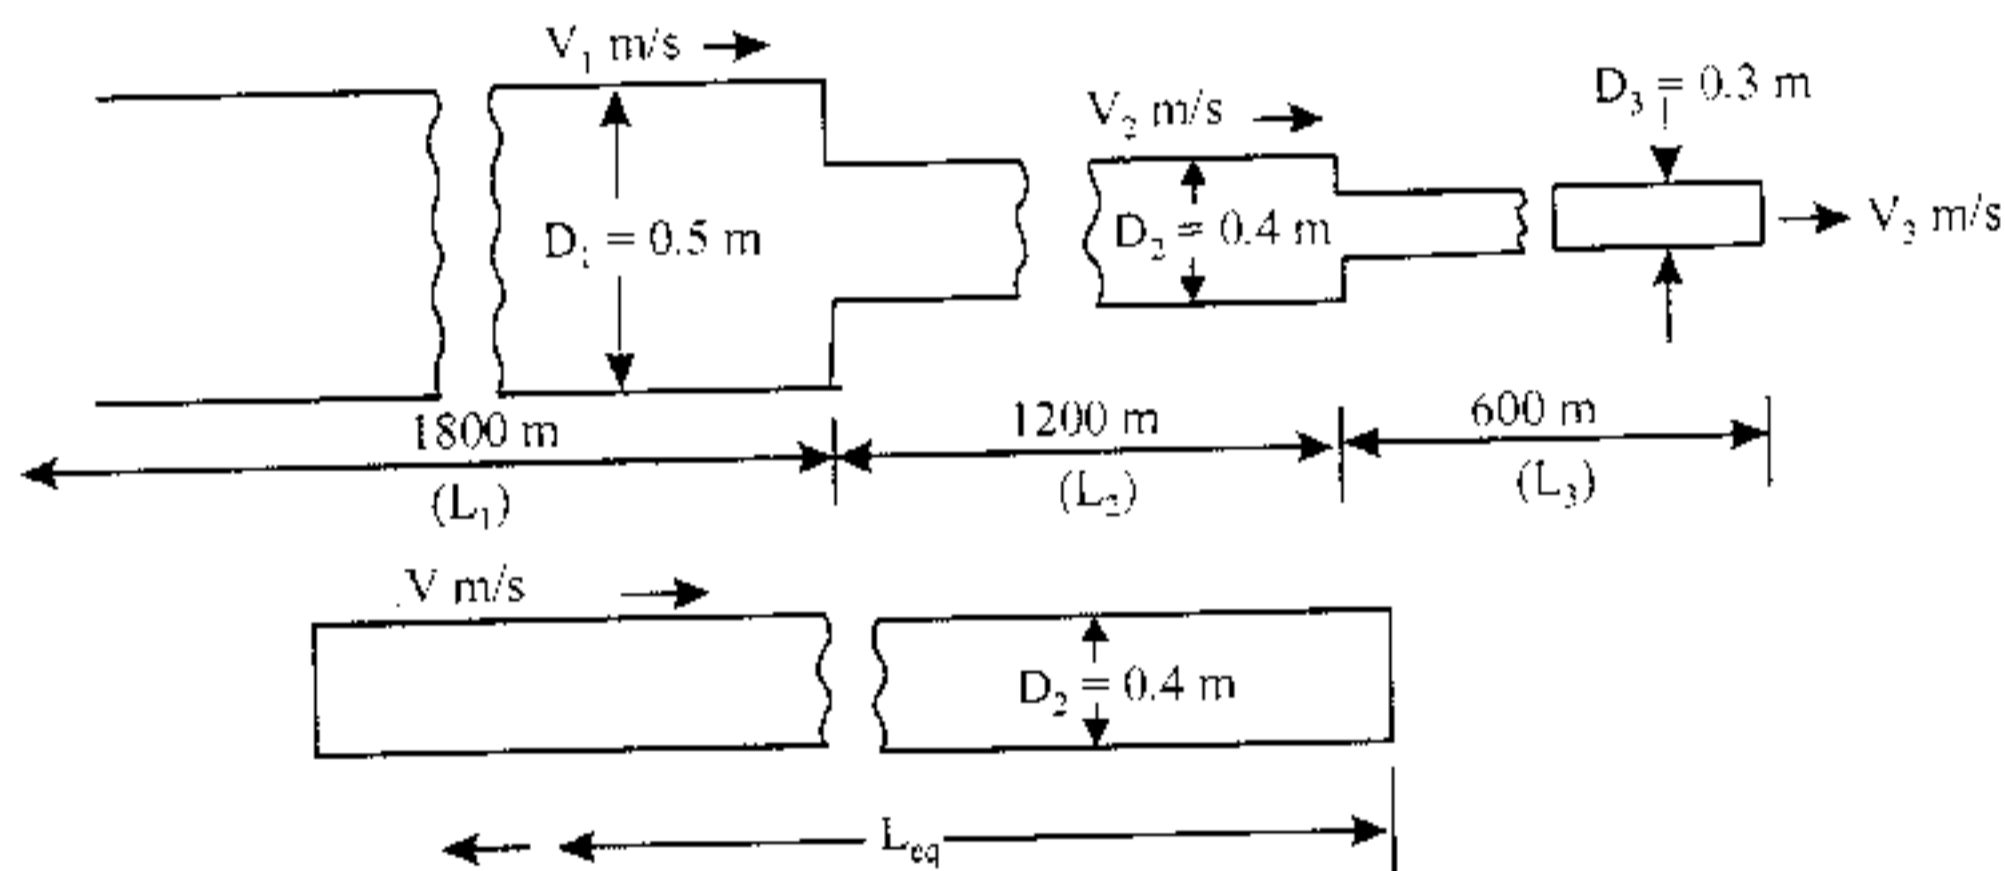 V₁ m/s
D₃ = 0.3 m
V₂ m/s
V₃ m/s
D₁ = 0.5 m
D₂ = 0.4 m
1800 m
1200 m
600 m
(L₁)
(L₂)
(L₃)
V m/s
D₂ = 0.4 m
L_eq